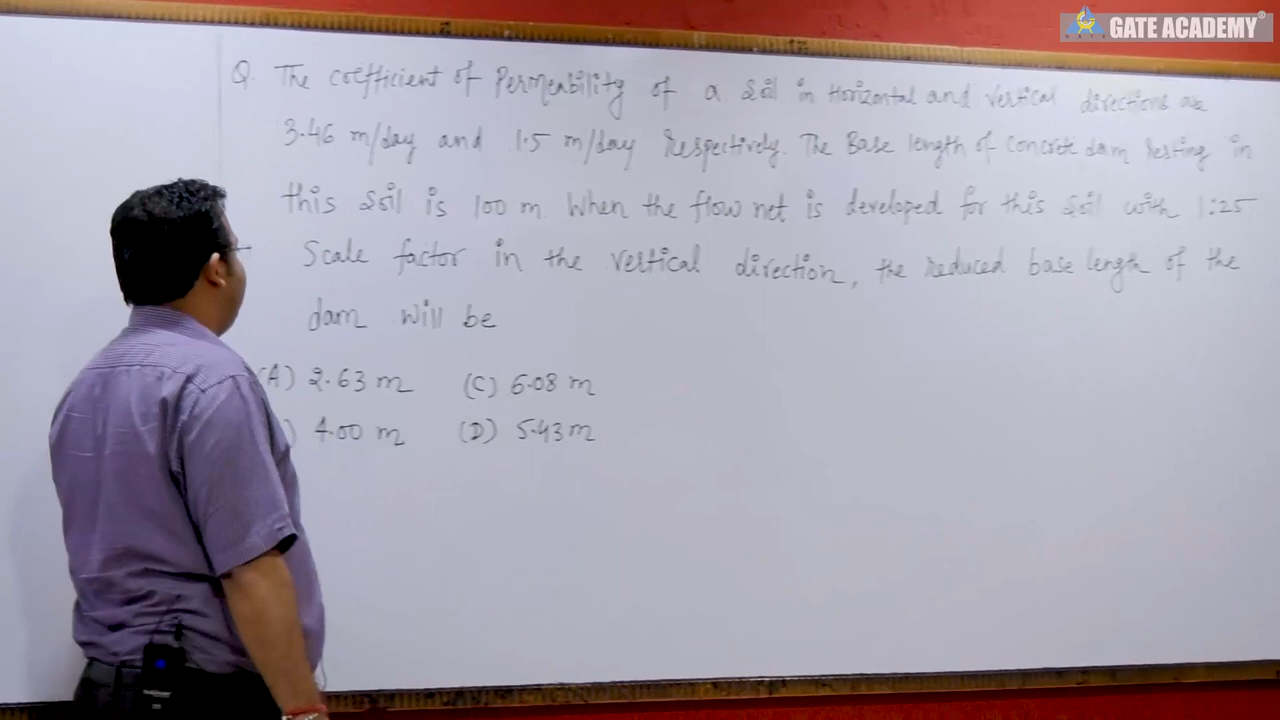 GATE ACADEMY®
Q. The coefficient of Permeability of a soil in Horizontal and vertical directions are
3.46 m/day and 1.5 m/day respectively. The Base length of concrete dam resting in
this soil is 100 m. When the flow net is developed for this soil with 1:25
Scale factor in the vertical direction, the reduced base length of the
dam will be
(A) 2.63 m (C) 6.08 m
) 4.00 m (D) 5.43 m